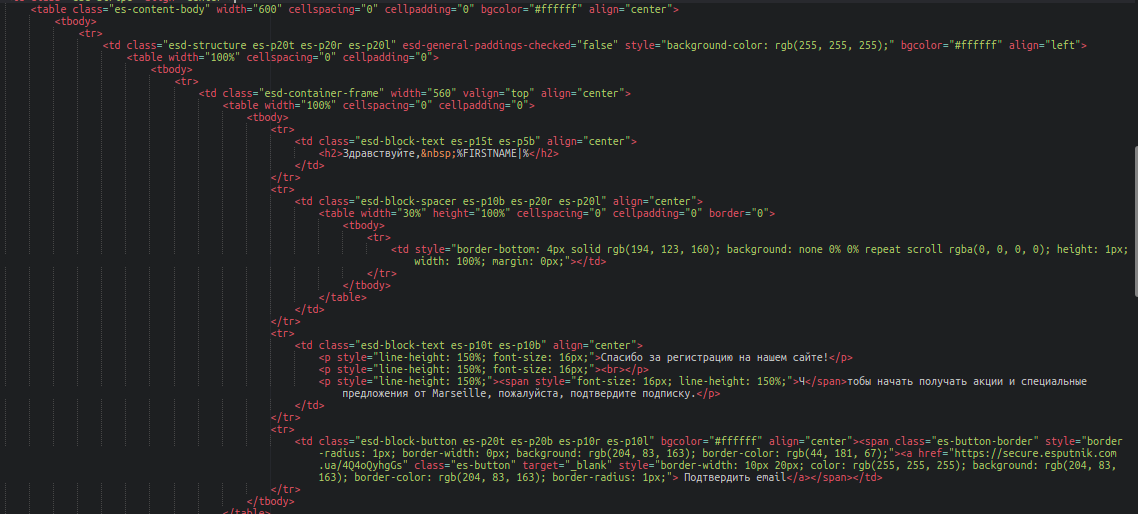 <table class="es-content-body" width="600" cellspacing="0" cellpadding="0" bgcolor="#ffffff" align="center">
<tbody>
<tr>
<td class="esd-structure es-p20t es-p20r es-p20l" esd-general-paddings-checked="false" style="background-color: rgb(255, 255, 255);" bgcolor="#ffffff" align="left">
<table width="100%" cellspacing="0" cellpadding="0">
<tbody>
<tr>
<td class="esd-container-frame" width="560" valign="top" align="center">
<table width="100%" cellspacing="0" cellpadding="0">
<tbody>
<tr>
<td class="esd-block-text es-p15t es-p5b" align="center">
<h2>Здравствуйте,&nbsp;%FIRSTNAME|%</h2>
</td>
</tr>
<tr>
<td class="esd-block-spacer es-p10b es-p20r es-p20l" align="center">
<table width="30%" height="100%" cellspacing="0" cellpadding="0" border="0">
<tbody>
<tr>
<td style="border-bottom: 4px solid rgb(194, 123, 160); background: none 0% 0% repeat scroll rgba(0, 0, 0, 0); height: 1px;
width: 100%; margin: 0px;"></td>
</tr>
</tbody>
</table>
</td>
</tr>
<tr>
<td class="esd-block-text es-p10t es-p10b" align="center">
<p style="line-height: 150%; font-size: 16px;">Спасибо за регистрацию на нашем сайте!</p>
<p style="line-height: 150%; font-size: 16px;"><br></p>
<p style="line-height: 150%;"><span style="font-size: 16px; line-height: 150%;">Ч</span>тобы начать получать акции и специальные
предложения от Marseille, пожалуйста, подтвердите подписку.</p>
</td>
</tr>
<tr>
<td class="esd-block-button es-p20t es-p20b es-p10r es-p10l" bgcolor="#ffffff" align="center"><span class="es-button-border" style="border
-radius: 1px; border-width: 0px; background: rgb(204, 83, 163); border-color: rgb(44, 181, 67);"><a href="https://secure.esputnik.com
.ua/4Q4oQyhgGs" class="es-button" target="_blank" style="border-width: 10px 20px; color: rgb(255, 255, 255); background: rgb(204, 83,
163); border-color: rgb(204, 83, 163); border-radius: 1px;"> Подтвердить email</a></span></td>
</tr>
</tbody>
</table>